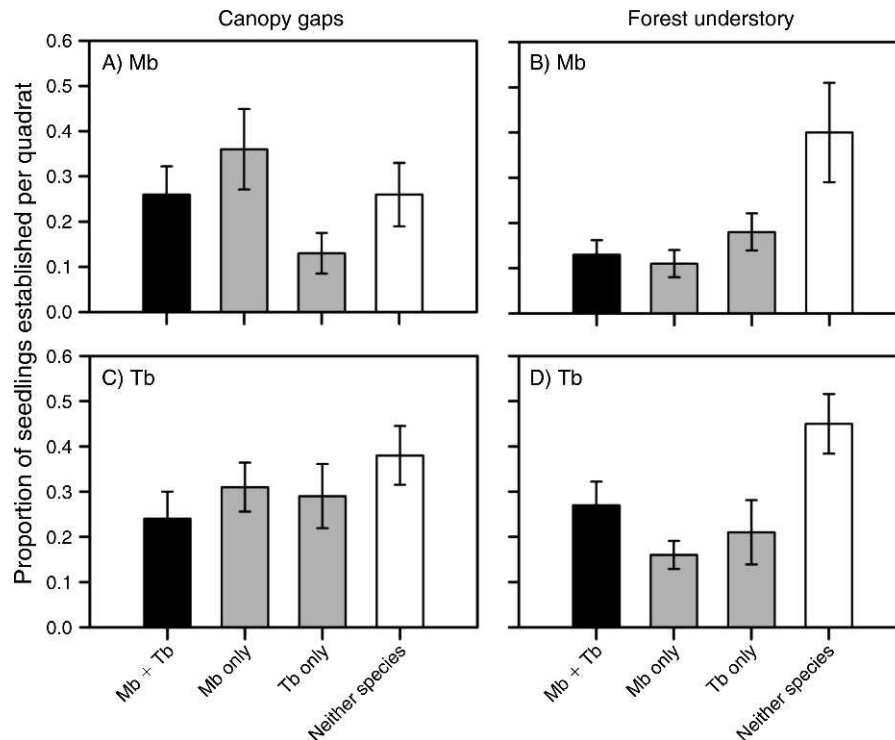 Canopy gaps
Forest understory
Proportion of seedlings established per quadrat
A) Mb
B) Mb
0.6
0.5
0.4
0.3
0.2
0.1
0.0
C) Tb
D) Tb
0.6
0.5
0.4
0.3
0.2
0.1
0.0
Mb + Tb
Mb only
Tb only
Neither species
Mb + Tb
Mb only
Tb only
Neither species